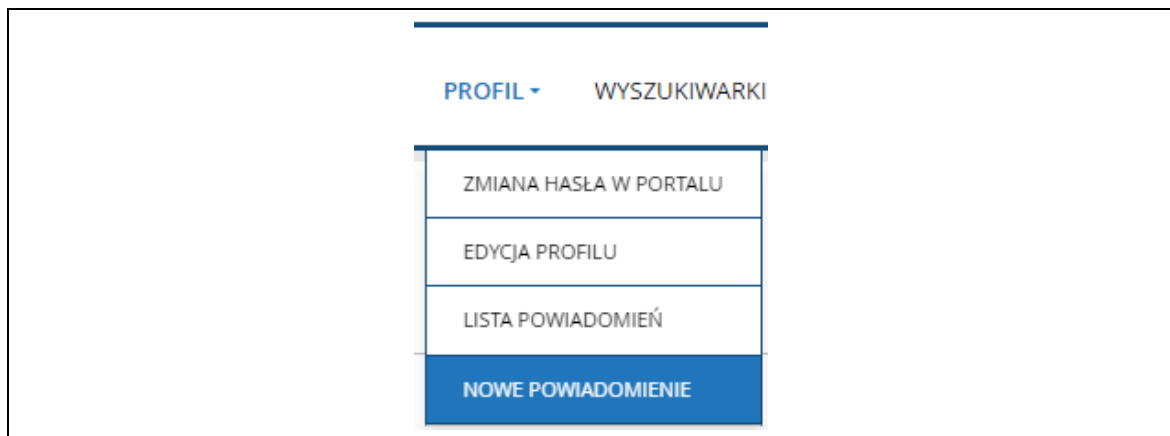 PROFIL WYSZUKIWARKI
ZMIANA HASŁA W PORTALU
EDYCJA PROFILU
LISTA POWIADOMIEŃ
NOWE POWIADOMIENIE